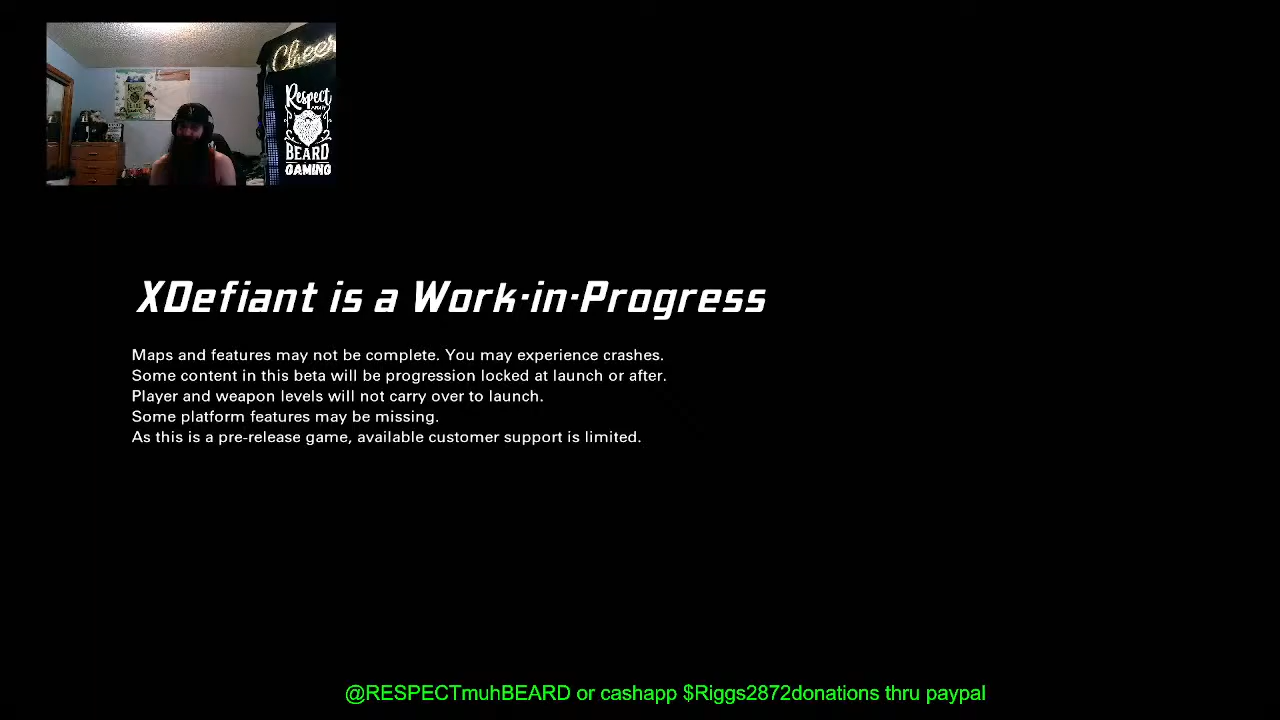 Cheer
Respect
BEARD
GAMING
XDefiant is a Work-in-Progress
Maps and features may not be complete. You may experience crashes.
Some content in this beta will be progression locked at launch or after.
Player and weapon levels will not carry over to launch.
Some platform features may be missing.
As this is a pre-release game, available customer support is limited.
@RESPECTmuhBEARD or cashapp $Riggs2872donations thru paypal